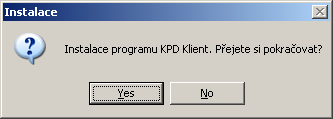 Instalace
Instalace programu KPD Klient. Přejete si pokračovat?
Yes No